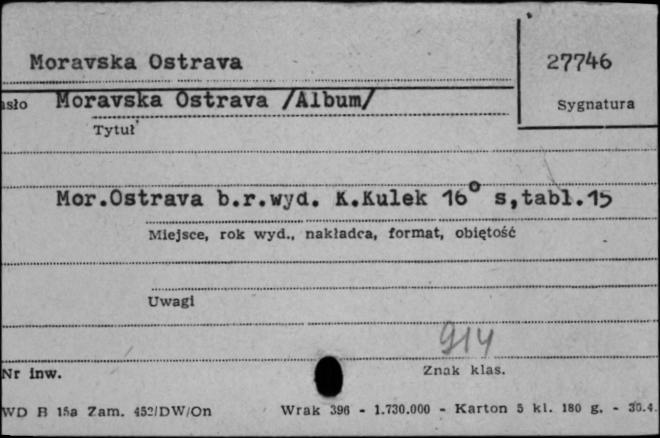 Moravska Ostrava
27746
Sygnatura
asło Moravska Ostrava /Album/
Tytuł
Mor.Ostrava b.r.wyd. K.Kulek 16° s,tabl.15
Miejsce, rok wyd., nakładca, format, obiętość
Uwagi
914
Nr inw.
Znak klas.
WD B 15a Zam. 452/DW/On Wrak 396 - 1.730.000 - Karton 5 kl. 180 g. - 30.4.